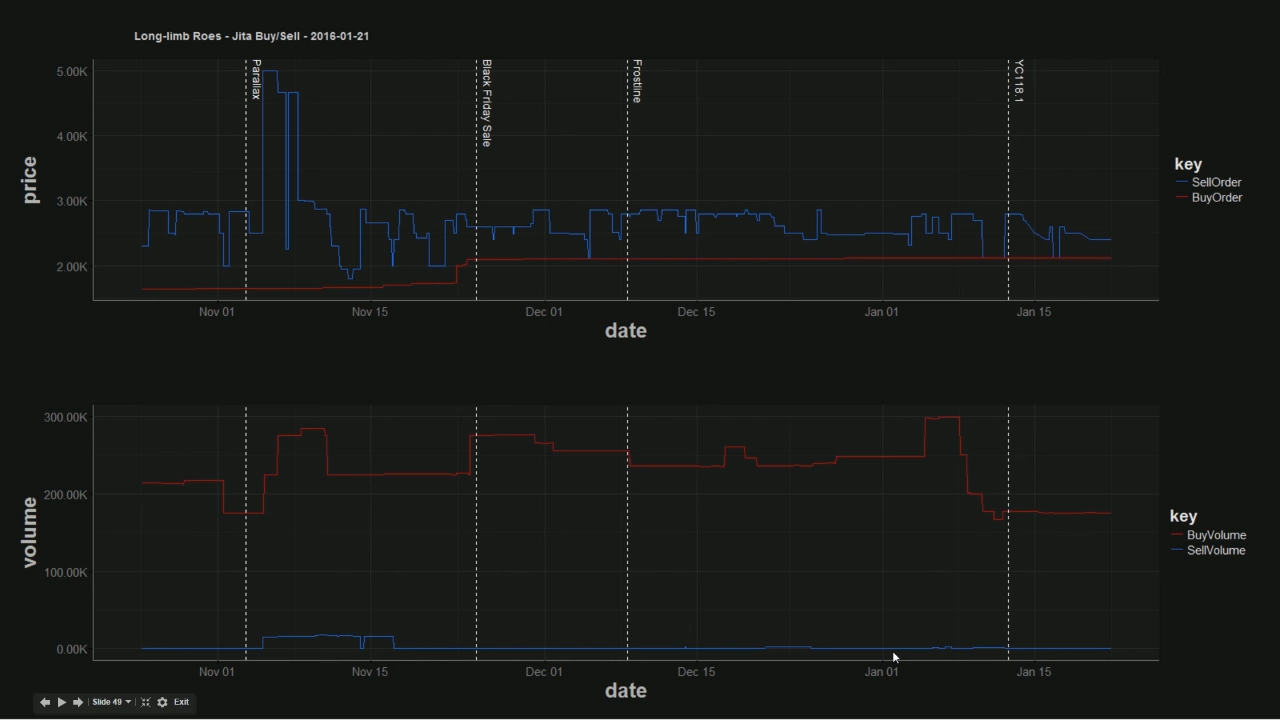 Long-limb Roes - Jita Buy/Sell - 2016-01-21
5.00K
4.00K
3.00K
2.00K
price
Parallax
Black Friday Sale
Frostline
YC118.1
key
SellOrder
BuyOrder
Nov 01
Nov 15
Dec 01
Dec 15
Jan 01
Jan 15
date
300.00K
200.00K
100.00K
0.00K
volume
key
BuyVolume
SellVolume
Nov 01
Nov 15
Dec 01
Dec 15
Jan 01
Jan 15
date
Slide 49
Exit